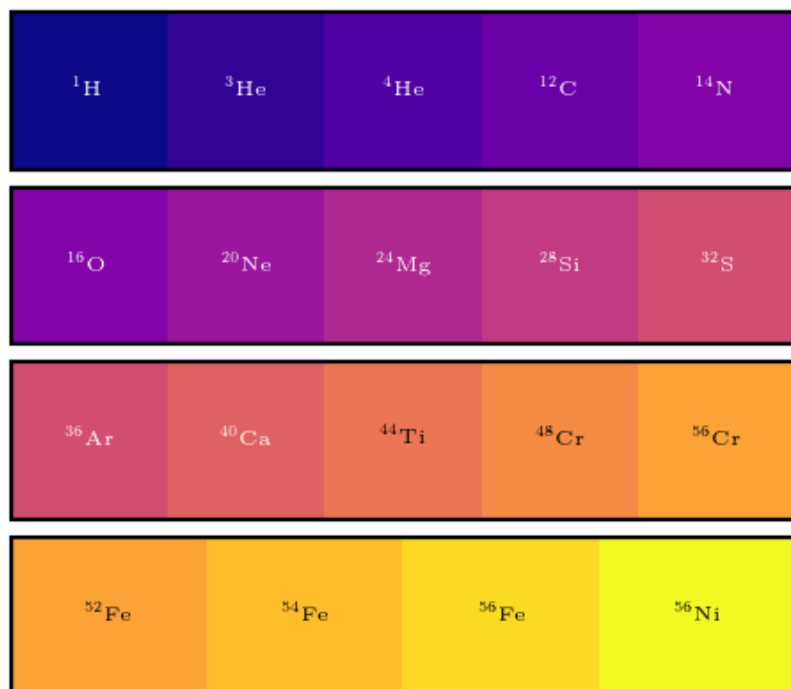 ¹H ³He ⁴He ¹²C ¹⁴N
¹⁶O ²⁰Ne ²⁴Mg ²⁸Si ³²S
³⁶Ar ⁴⁰Ca ⁴⁴Ti ⁴⁸Cr ⁵⁶Cr
⁵²Fe ⁵⁴Fe ⁵⁶Fe ⁵⁶Ni